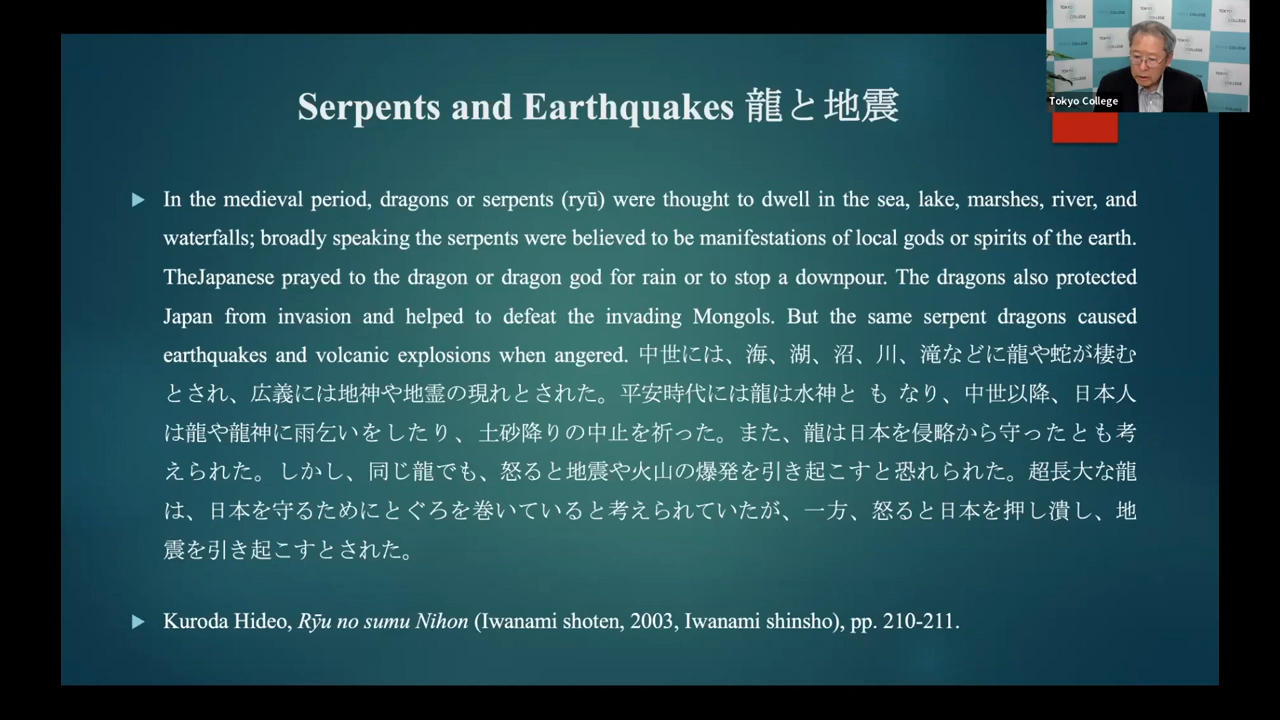 Serpents and Earthquakes 龍と地震
In the medieval period, dragons or serpents (ryū) were thought to dwell in the sea, lake, marshes, river, and
waterfalls; broadly speaking the serpents were believed to be manifestations of local gods or spirits of the earth.
TheJapanese prayed to the dragon or dragon god for rain or to stop a downpour. The dragons also protected
Japan from invasion and helped to defeat the invading Mongols. But the same serpent dragons caused
earthquakes and volcanic explosions when angered. 中世には、海、湖、沼、川、滝などに龍や蛇が棲む
とされ、広義には地神や地霊の現れとされた。平安時代には龍は水神と も なり、中世以降、日本人
は龍や龍神に雨乞いをしたり、土砂降りの中止を祈った。また、龍は日本を侵略から守ったとも考
えられた。しかし、同じ龍でも、怒ると地震や火山の爆発を引き起こすと恐れられた。超長大な龍
は、日本を守るためにとぐろを巻いていると考えられていたが、一方、怒ると日本を押し潰し、地
震を引き起こすとされた。
Kuroda Hideo, Rȳu no sumu Nihon (Iwanami shoten, 2003, Iwanami shinsho), pp. 210-211.
Tokyo College